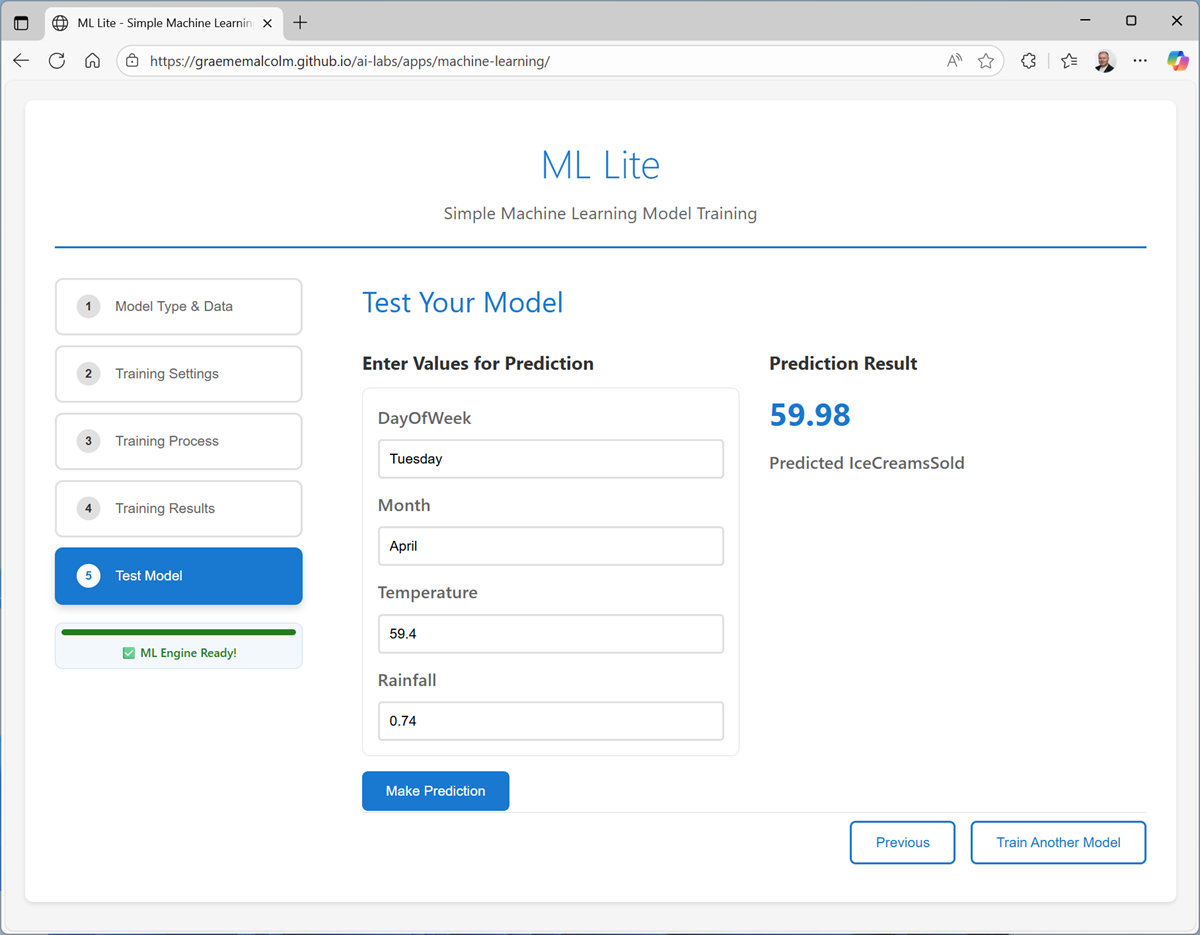 ML Lite - Simple Machine Learnin
https://graememalcolm.github.io/ai-labs/apps/machine-learning/
ML Lite
Simple Machine Learning Model Training
1 Model Type & Data
2 Training Settings
3 Training Process
4 Training Results
5 Test Model
✅ ML Engine Ready!
Test Your Model
Enter Values for Prediction
DayOfWeek
Tuesday
Month
April
Temperature
59.4
Rainfall
0.74
Make Prediction
Prediction Result
59.98
Predicted IceCreamsSold
Previous
Train Another Model